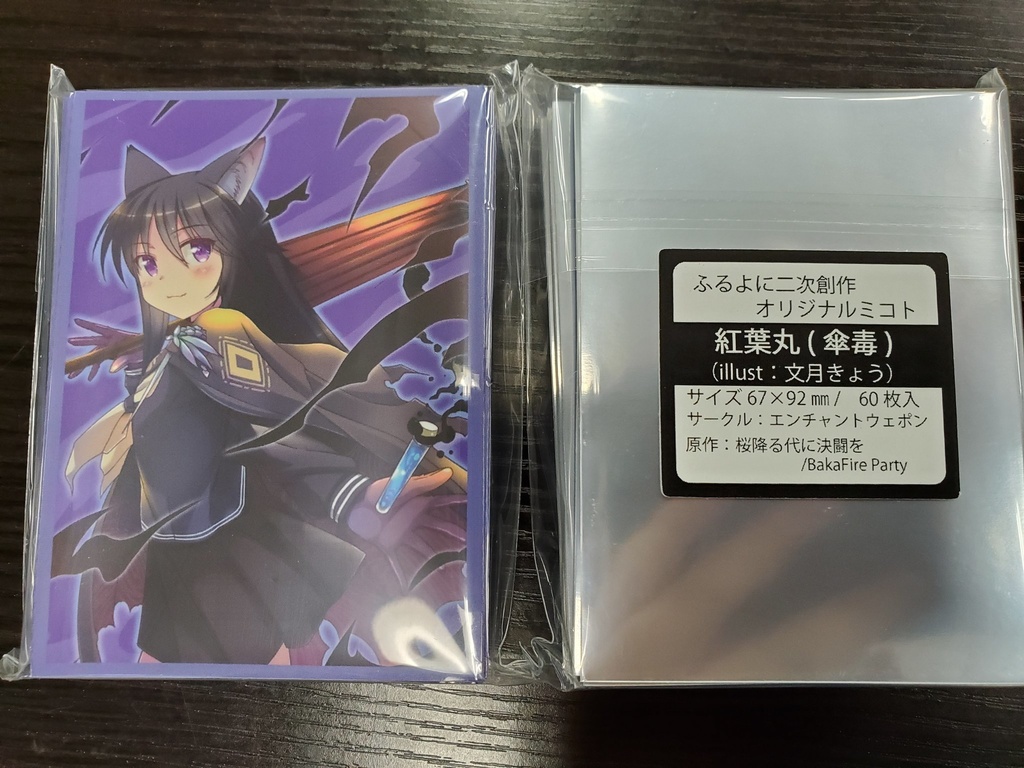 ふるよに二次創作
オリジナルミコト
紅葉丸(傘毒)
(illust:文月きょう)
サイズ 67×92㎜/ 60枚入
サークル:エンチャントウェポン
原作:桜降る代に決闘を
/BakaFire Party